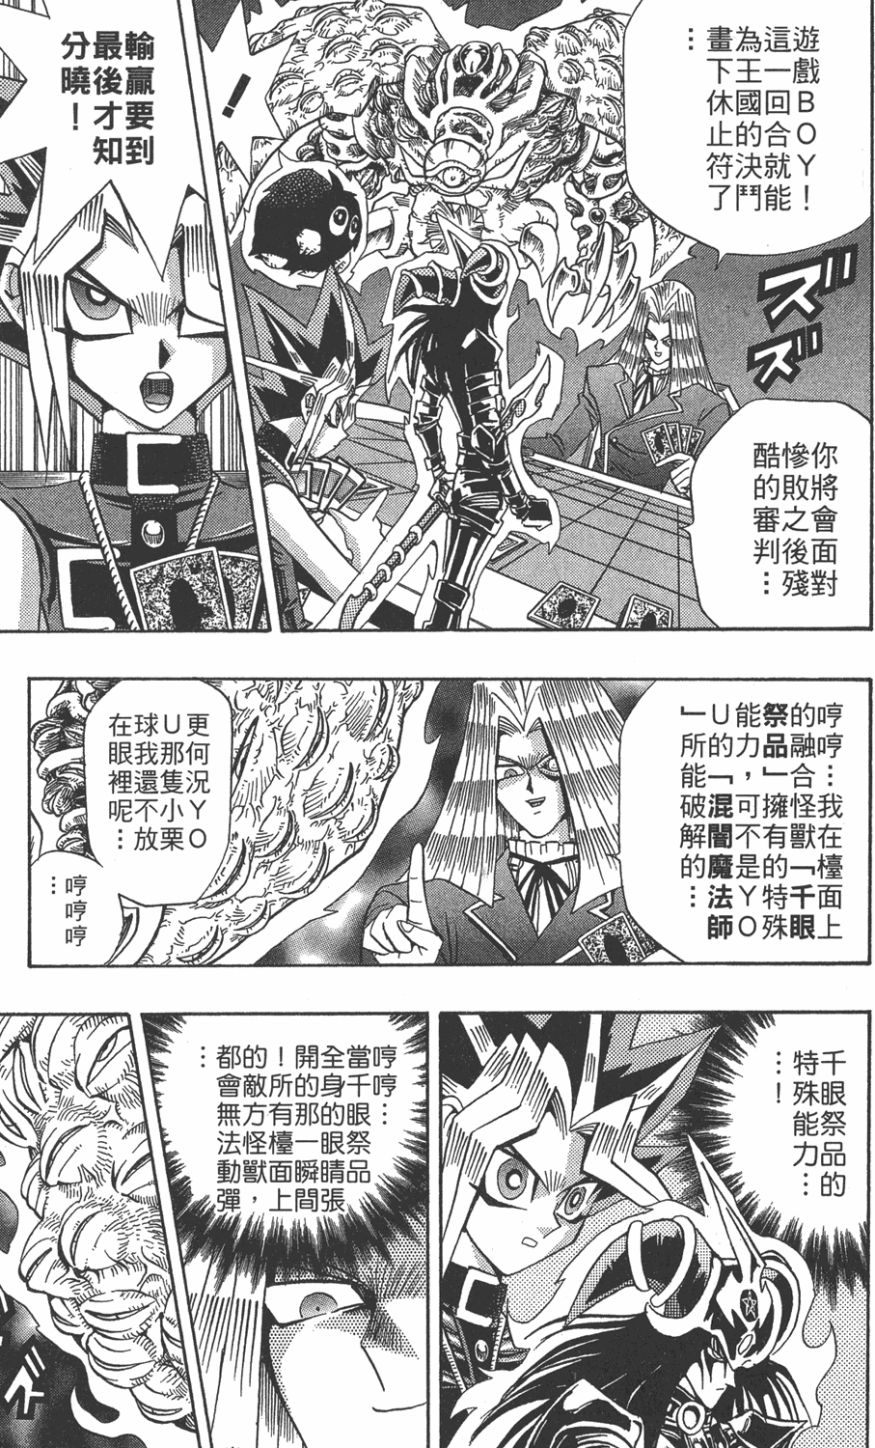 遊戲BOY！
這一回合就能
為王國的決鬥
畫下休止符了
…
ズズ
你將會面對
慘敗之後殘
酷的審判…
！
輸贏要到
最後才知
分曉！
哼哼…我在檯面上
的融合怪獸「千眼
祭品」擁有的特殊
能力，可不是YO
U的「混闇魔法師
」所能破解的…
更何況YO
U那隻小栗
球我還不放
在眼裡呢…
哼哼哼
…
千眼祭品的
特殊能力…
…！
哼哼…
當千眼祭品
全身的眼睛張
開的那一瞬間
！所有檯面上
的敵方怪獸，
都會無法動彈
…
ズ